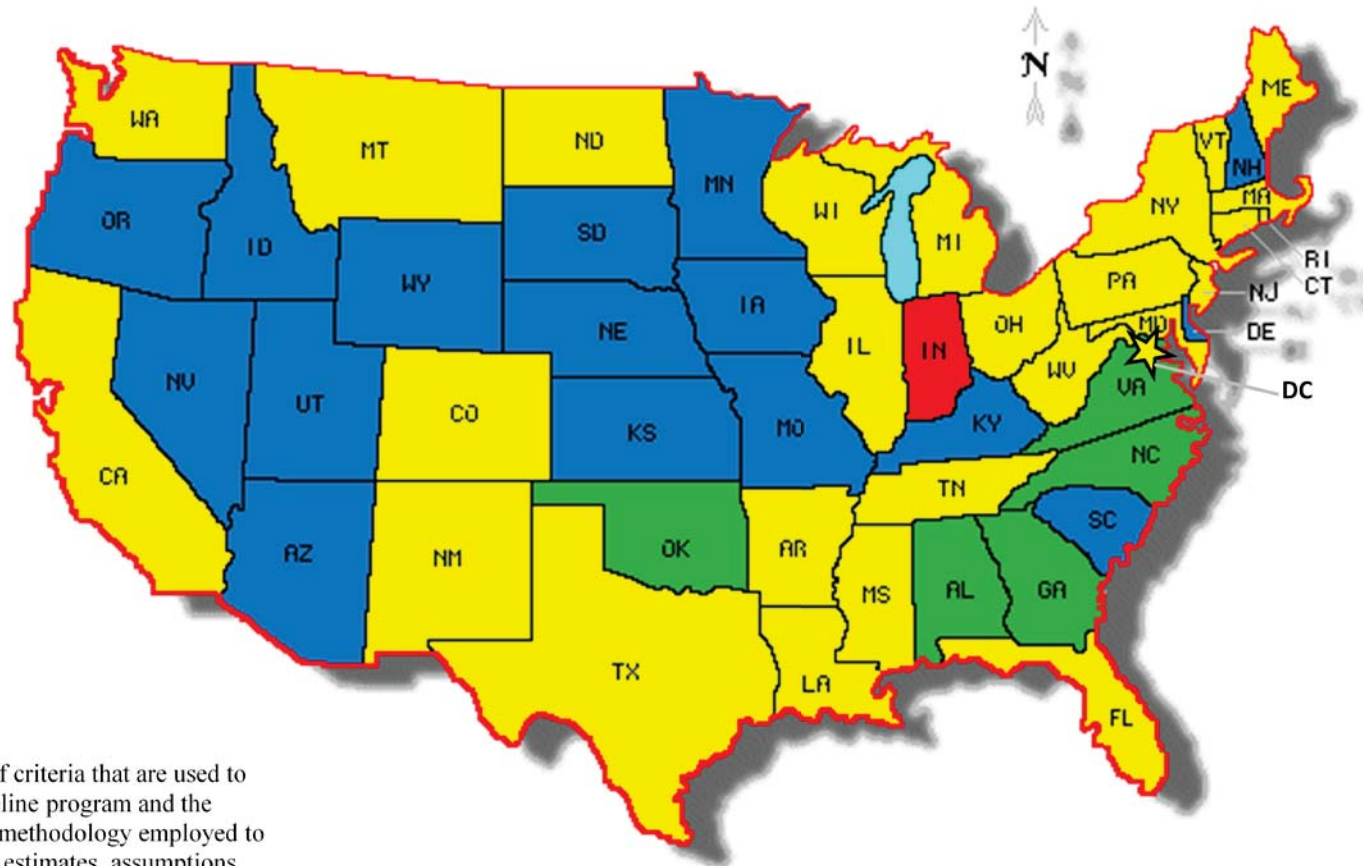 N
WA
MT
ND
MN
ME
VT
NH
OR
ID
SD
WI
MI
NY
MA
WY
IA
RI
CT
NE
PA
NJ
NV
UT
CO
KS
MO
IL
IN
OH
MD
DE
WV
VA
DC
KY
CA
NC
TN
AZ
NM
OK
AR
SC
MS
AL
GA
TX
LA
FL
f criteria that are used to
line program and the
methodology employed to
estimates, assumptions